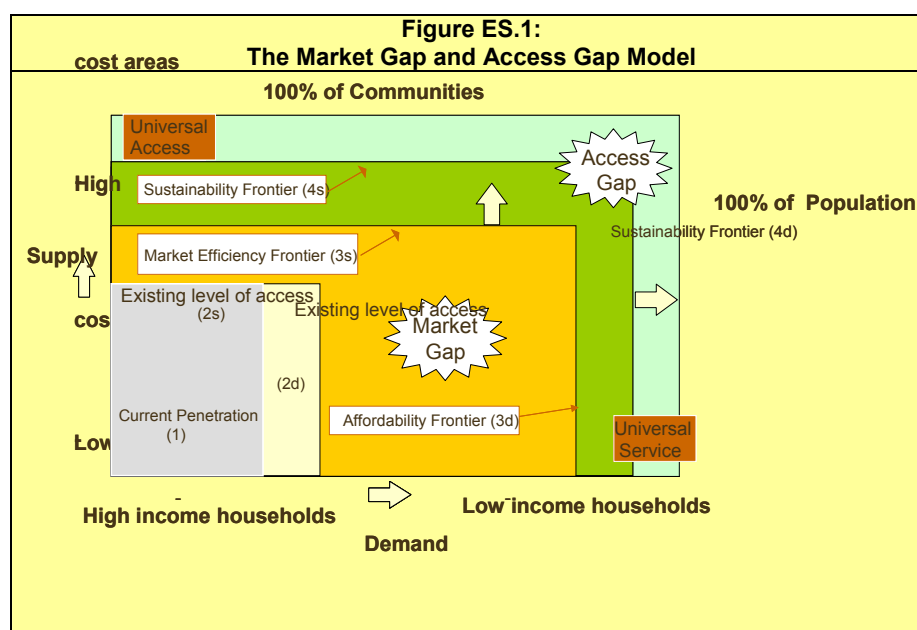 Figure ES.1:
The Market Gap and Access Gap Model
cost areas
100% of Communities
Universal
Access
Access
Gap
High
Sustainability Frontier (4s)
100% of Population
Sustainability Frontier (4d)
Supply
Market Efficiency Frontier (3s)
Existing level of access
(2s)
Existing level of access
cos
Market
Gap
(2d)
Current Penetration
(1)
Affordability Frontier (3d)
Low
Universal
Service
High income households
Low income households
Demand